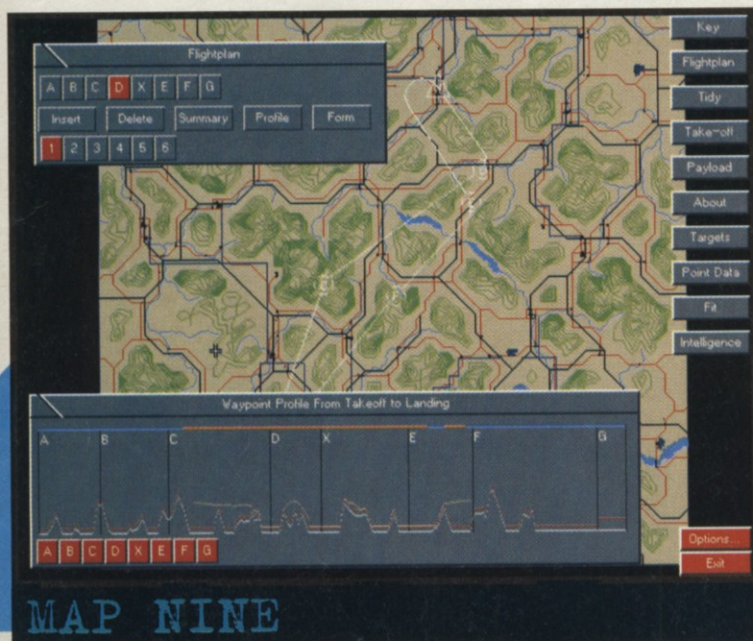 Flightplan
A B C D X E F G
Insert Delete Summary Profile Form
1 2 3 4 5 6
Key
Flightplan
Tidy
Take-off
Payload
About
Targets
Point Data
Fit
Intelligence
Waypoint Profile From Takeoff to Landing
A B C D X E F G
A B C D X E F G
Options...
Exit
MAP NINE